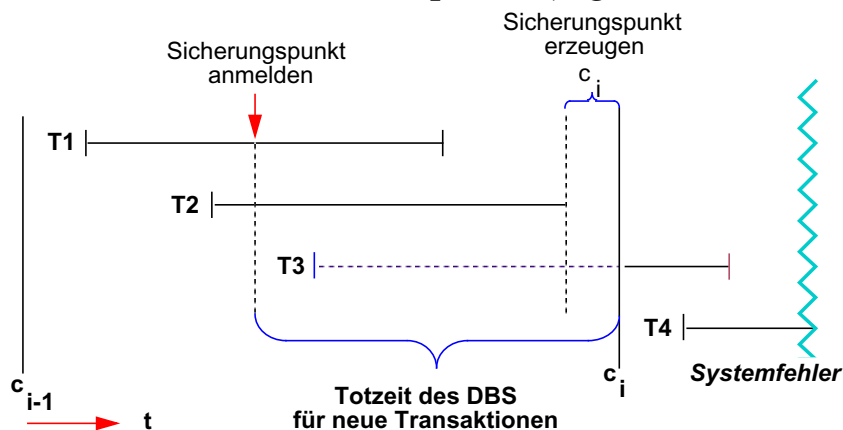 Sicherungspunkt
anmelden
Sicherungspunkt
erzeugen
c i
T1
T2
T3
T4
Systemfehler
c i-1
c i
Totzeit des DBS
für neue Transaktionen
t